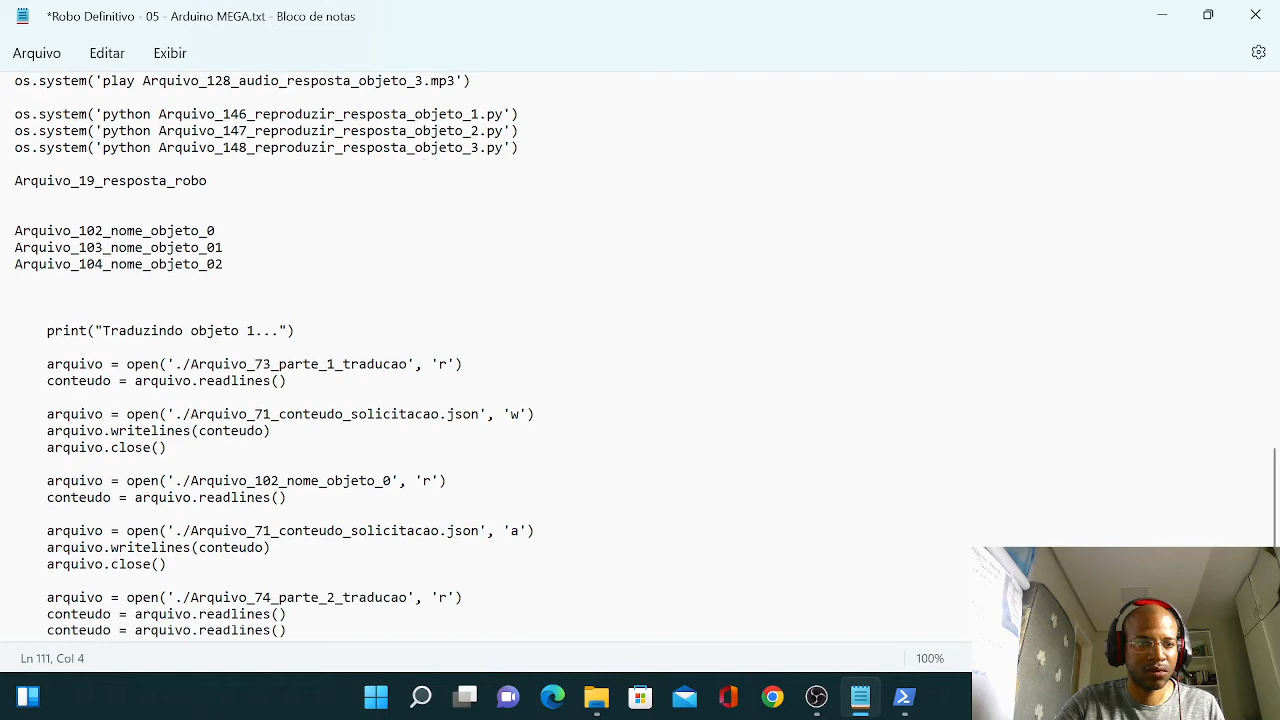 *Robo Definitivo - 05 - Arduino MEGA.txt - Bloco de notas
Arquivo Editar Exibir
os.system('play Arquivo_128_audio_resposta_objeto_3.mp3')
os.system('python Arquivo_146_reproduzir_resposta_objeto_1.py')
os.system('python Arquivo_147_reproduzir_resposta_objeto_2.py')
os.system('python Arquivo_148_reproduzir_resposta_objeto_3.py')
Arquivo_19_resposta_robo
Arquivo_102_nome_objeto_0
Arquivo_103_nome_objeto_01
Arquivo_104_nome_objeto_02
print("Traduzindo objeto 1...")
arquivo = open('./Arquivo_73_parte_1_traducao', 'r')
conteudo = arquivo.readlines()
arquivo = open('./Arquivo_71_conteudo_solicitacao.json', 'w')
arquivo.writelines(conteudo)
arquivo.close()
arquivo = open('./Arquivo_102_nome_objeto_0', 'r')
conteudo = arquivo.readlines()
arquivo = open('./Arquivo_71_conteudo_solicitacao.json', 'a')
arquivo.writelines(conteudo)
arquivo.close()
arquivo = open('./Arquivo_74_parte_2_traducao', 'r')
conteudo = arquivo.readlines()
conteudo = arquivo.readlines()
Ln 111, Col 4
100%